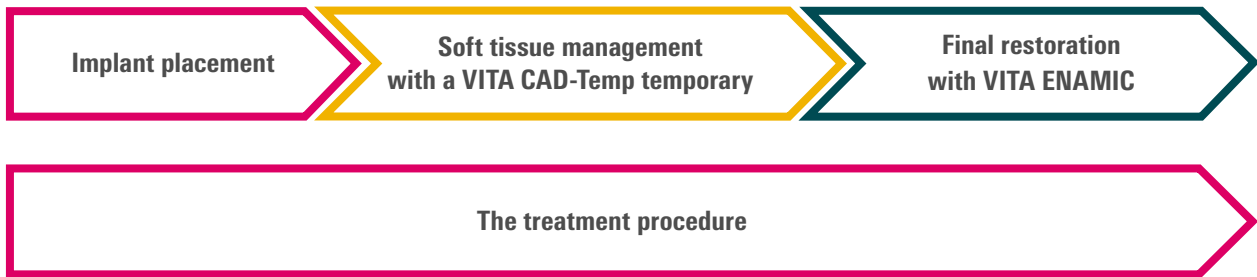 Implant placement
Soft tissue management
with a VITA CAD-Temp temporary
Final restoration
with VITA ENAMIC
The treatment procedure